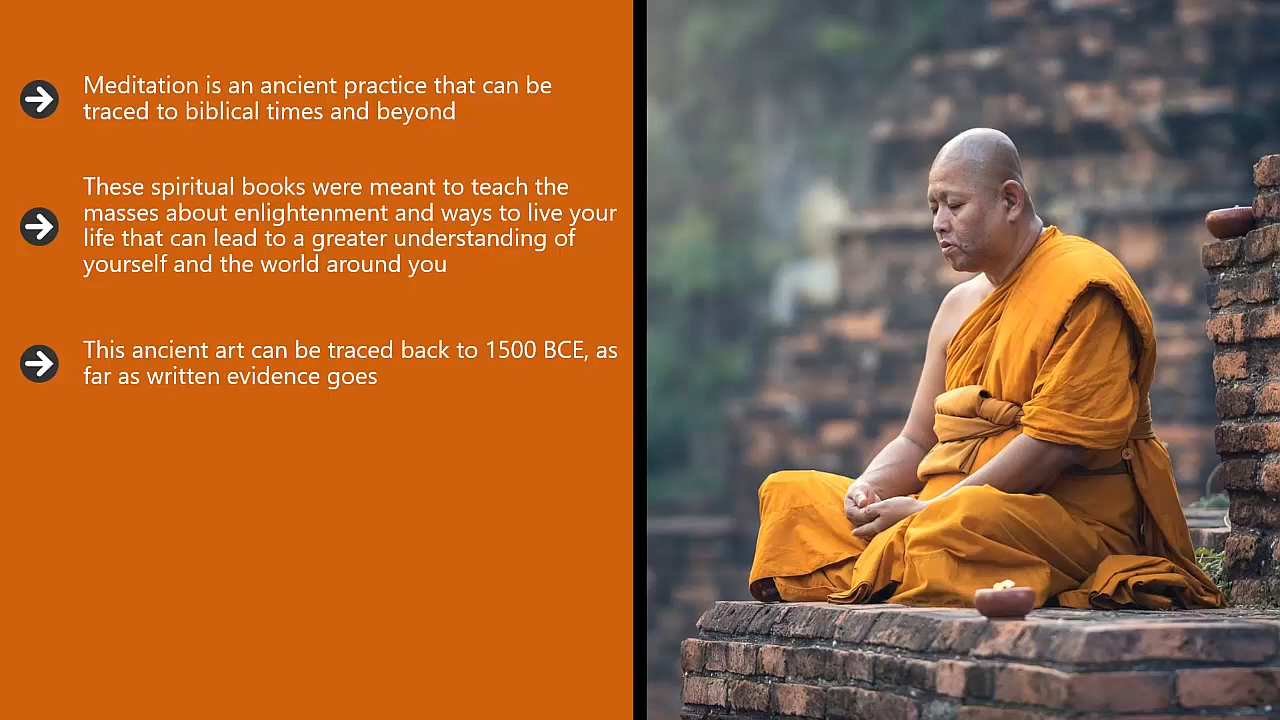 Meditation is an ancient practice that can be
traced to biblical times and beyond
These spiritual books were meant to teach the
masses about enlightenment and ways to live your
life that can lead to a greater understanding of
yourself and the world around you
This ancient art can be traced back to 1500 BCE, as
far as written evidence goes